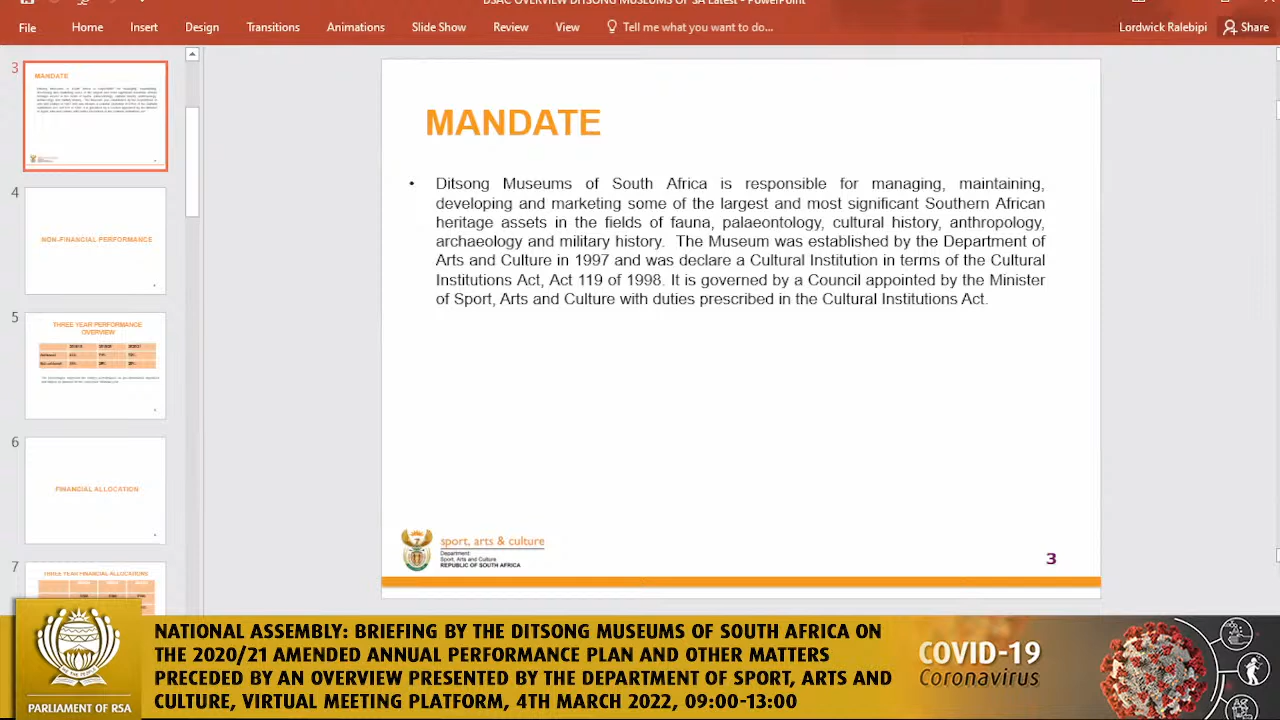 DSAC OVERVIEW DITSONG MUSEUMS OF SA Latest - PowerPoint
File Home Insert Design Transitions Animations Slide Show Review View Tell me what you want to do... Lordwick Ralebipi Share
3
MANDATE
4
NON-FINANCIAL PERFORMANCE
5
THREE YEAR PERFORMANCE
OVERVIEW
6
FINANCIAL ALLOCATION
7
THREE YEAR FINANCIAL ALLOCATIONS
MANDATE
• Ditsong Museums of South Africa is responsible for managing, maintaining,
developing and marketing some of the largest and most significant Southern African
heritage assets in the fields of fauna, palaeontology, cultural history, anthropology,
archaeology and military history. The Museum was established by the Department of
Arts and Culture in 1997 and was declare a Cultural Institution in terms of the Cultural
Institutions Act, Act 119 of 1998. It is governed by a Council appointed by the Minister
of Sport, Arts and Culture with duties prescribed in the Cultural Institutions Act.
sport, arts & culture
Department:
Sport, Arts and Culture
REPUBLIC OF SOUTH AFRICA
3
PARLIAMENT OF RSA
NATIONAL ASSEMBLY: BRIEFING BY THE DITSONG MUSEUMS OF SOUTH AFRICA ON
THE 2020/21 AMENDED ANNUAL PERFORMANCE PLAN AND OTHER MATTERS
PRECEDED BY AN OVERVIEW PRESENTED BY THE DEPARTMENT OF SPORT, ARTS AND
CULTURE, VIRTUAL MEETING PLATFORM, 4TH MARCH 2022, 09:00-13:00
COVID-19
Coronavirus